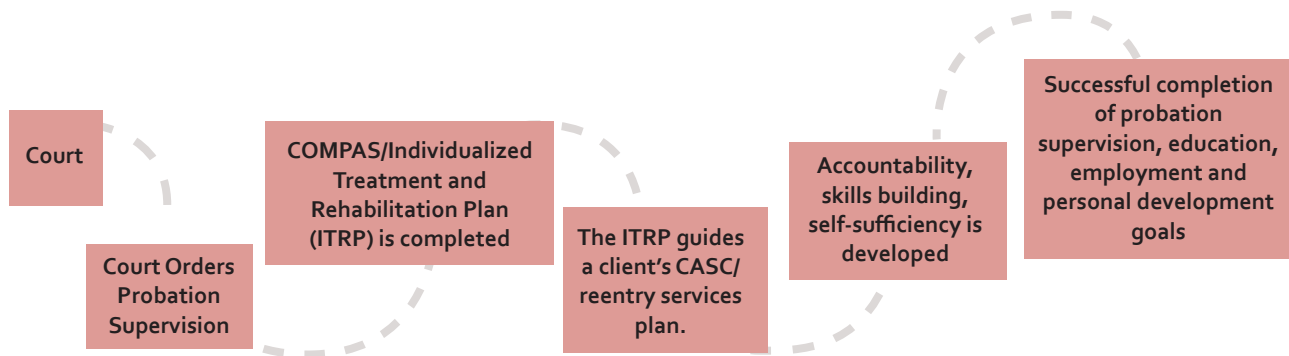 Court
Court Orders
Probation
Supervision
COMPAS/Individualized
Treatment and
Rehabilitation Plan
(ITRP) is completed
The ITRP guides
a client’s CASC/
reentry services
plan.
Accountability,
skills building,
self-sufficiency is
developed
Successful completion
of probation
supervision, education,
employment and
personal development
goals